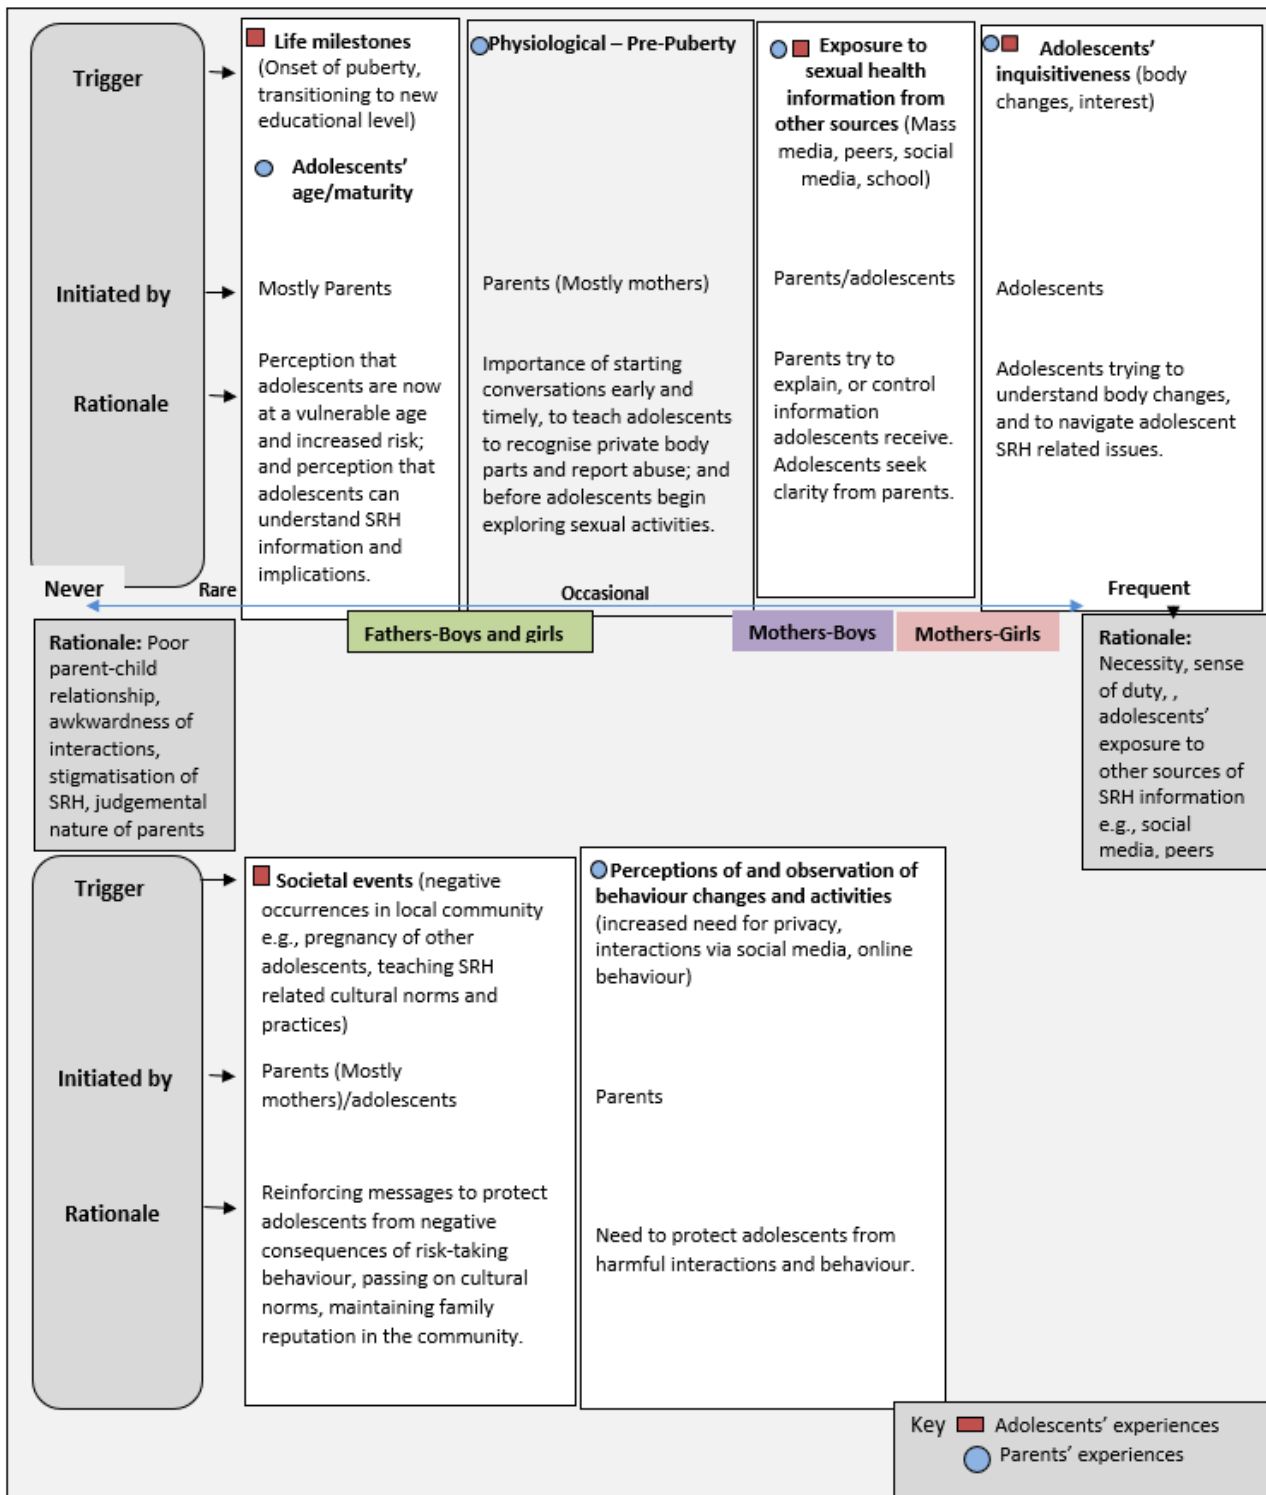 Trigger
Life milestones
(Onset of puberty,
transitioning to new
educational level)
Adolescents'
age/maturity
Physiological – Pre-Puberty
Exposure to
sexual health
information from
other sources (Mass
media, peers, social
media, school)
Adolescents'
inquisitiveness (body
changes, interest)
Initiated by
Mostly Parents
Parents (Mostly mothers)
Parents/adolescents
Adolescents
Rationale
Perception that
adolescents are now
at a vulnerable age
and increased risk;
and perception that
adolescents can
understand SRH
information and
implications.
Importance of starting
conversations early and
timely, to teach adolescents
to recognise private body
parts and report abuse; and
before adolescents begin
exploring sexual activities.
Parents try to
explain, or control
information
adolescents receive.
Adolescents seek
clarity from parents.
Adolescents trying to
understand body changes,
and to navigate adolescent
SRH related issues.
Never
Rare
Occasional
Frequent
Fathers-Boys and girls
Mothers-Boys
Mothers-Girls
Rationale: Poor
parent-child
relationship,
awkwardness of
interactions,
stigmatisation of
SRH, judgemental
nature of parents
Rationale:
Necessity, sense
of duty, ,
adolescents'
exposure to
other sources of
SRH information
e.g., social
media, peers
Trigger
Societal events (negative
occurrences in local community
e.g., pregnancy of other
adolescents, teaching SRH
related cultural norms and
practices)
Perceptions of and observation of
behaviour changes and activities
(increased need for privacy,
interactions via social media, online
behaviour)
Initiated by
Parents (Mostly
mothers)/adolescents
Parents
Rationale
Reinforcing messages to protect
adolescents from negative
consequences of risk-taking
behaviour, passing on cultural
norms, maintaining family
reputation in the community.
Need to protect adolescents from
harmful interactions and behaviour.
Key
Adolescents' experiences
Parents' experiences